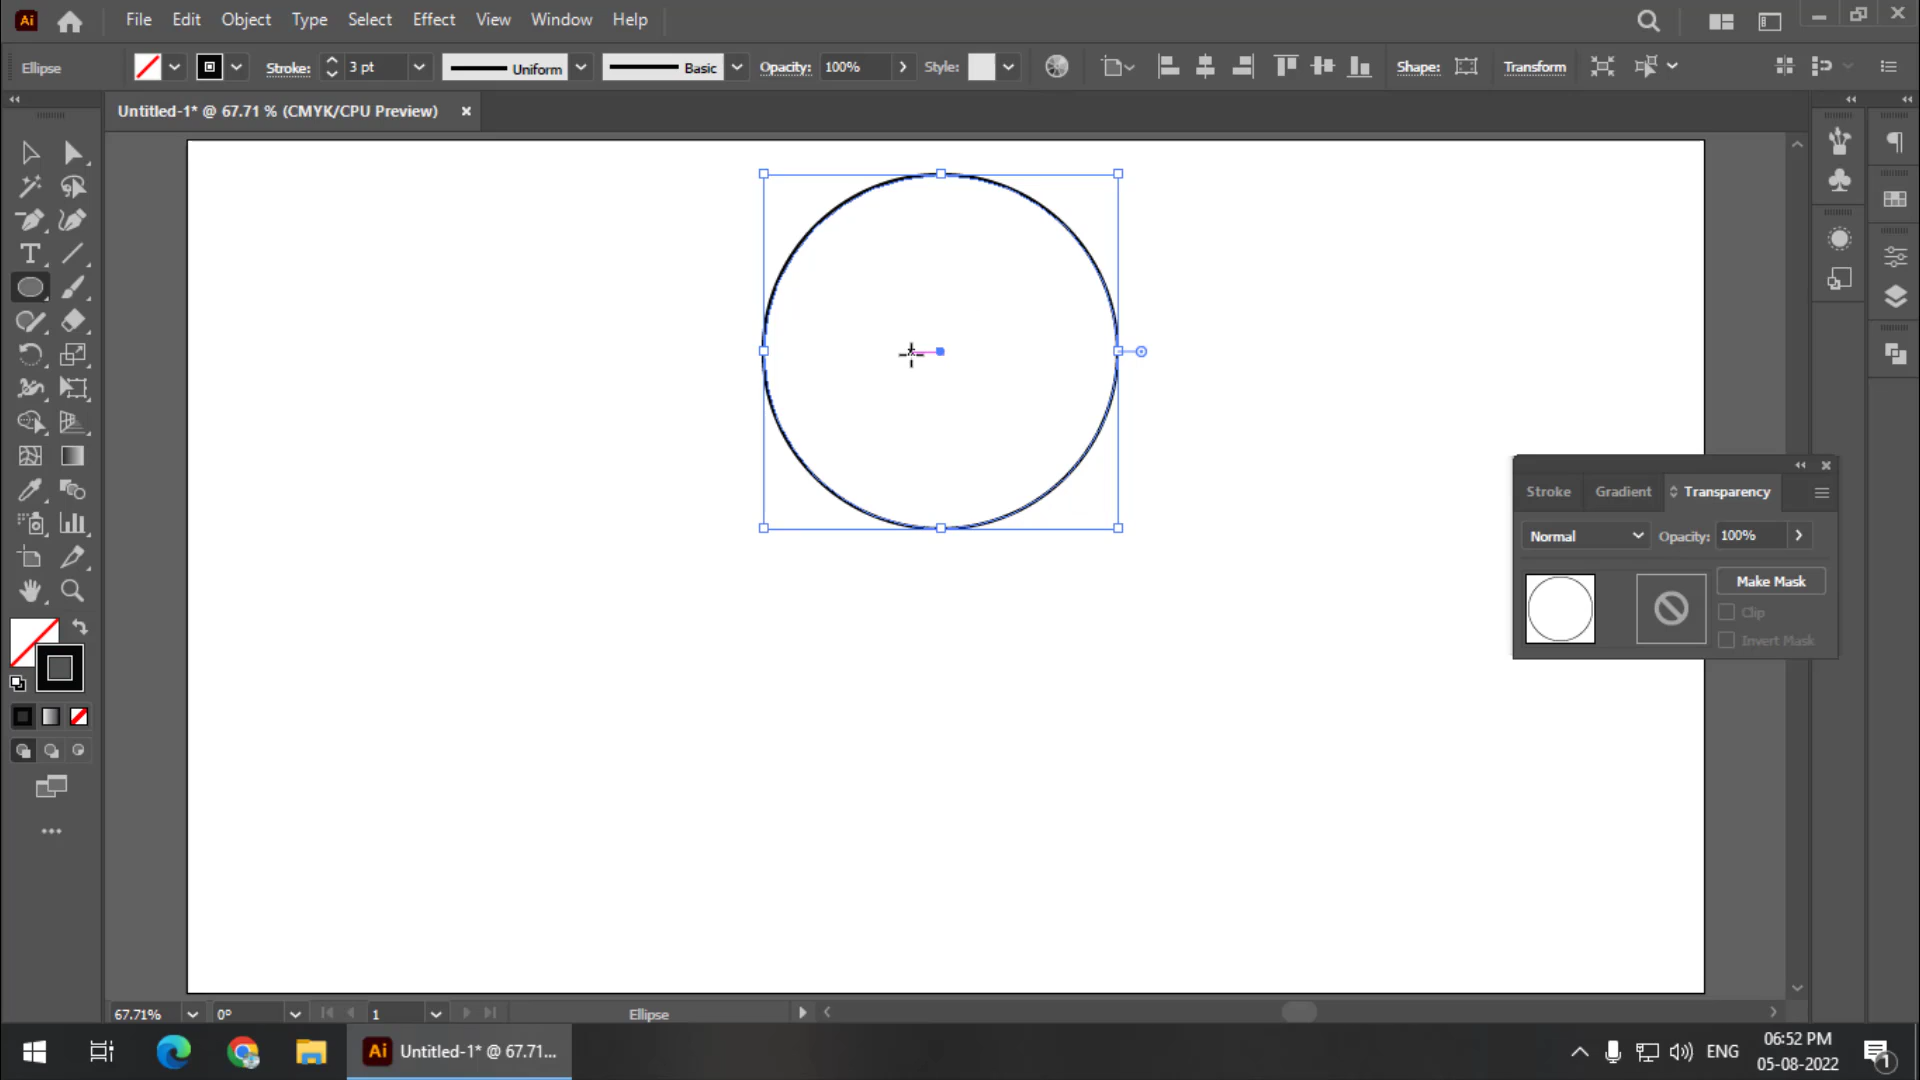 Ai File Edit Object Type Select Effect View Window Help
Ellipse Stroke: 3 pt Uniform Basic Opacity: 100% Style: Shape: Transform
Untitled-1* @ 67.71 % (CMYK/CPU Preview)
Stroke Gradient Transparency
Normal Opacity: 100%
Make Mask
Clip
Invert Mask
67.71% 0° 1 Ellipse
Ai Untitled-1* @ 67.71... ENG 06:52 PM
05-08-2022
1